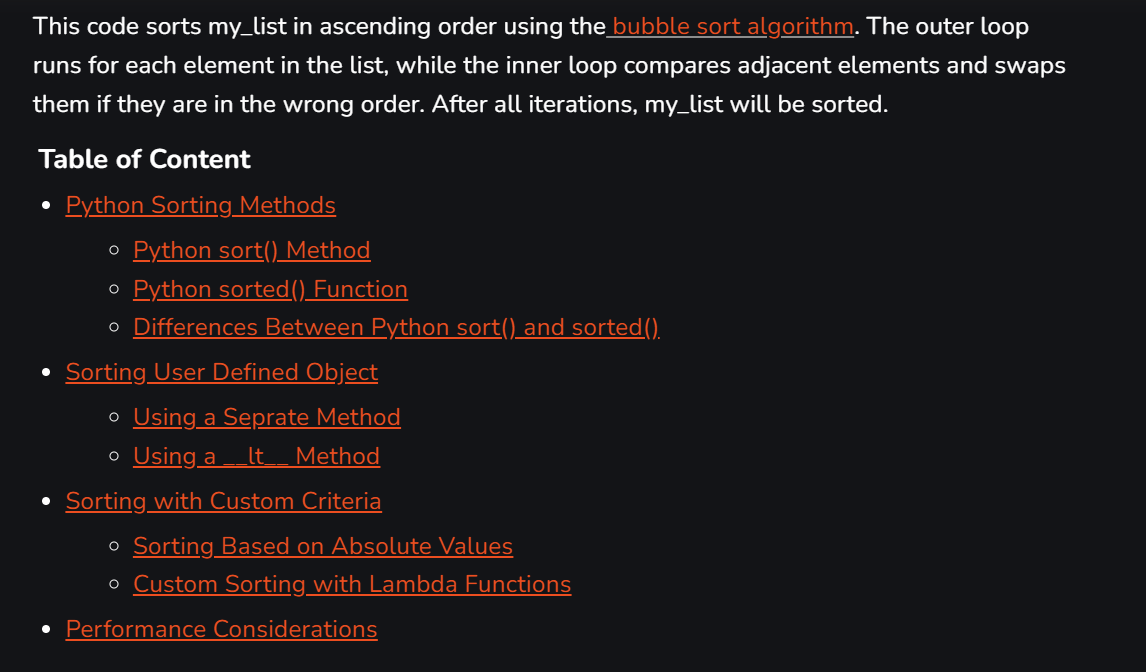 This code sorts my_list in ascending order using the bubble sort algorithm. The outer loop
runs for each element in the list, while the inner loop compares adjacent elements and swaps
them if they are in the wrong order. After all iterations, my_list will be sorted.
Table of Content
Python Sorting Methods
Python sort() Method
Python sorted() Function
Differences Between Python sort() and sorted()
Sorting User Defined Object
Using a Seprate Method
Using a __lt__ Method
Sorting with Custom Criteria
Sorting Based on Absolute Values
Custom Sorting with Lambda Functions
Performance Considerations